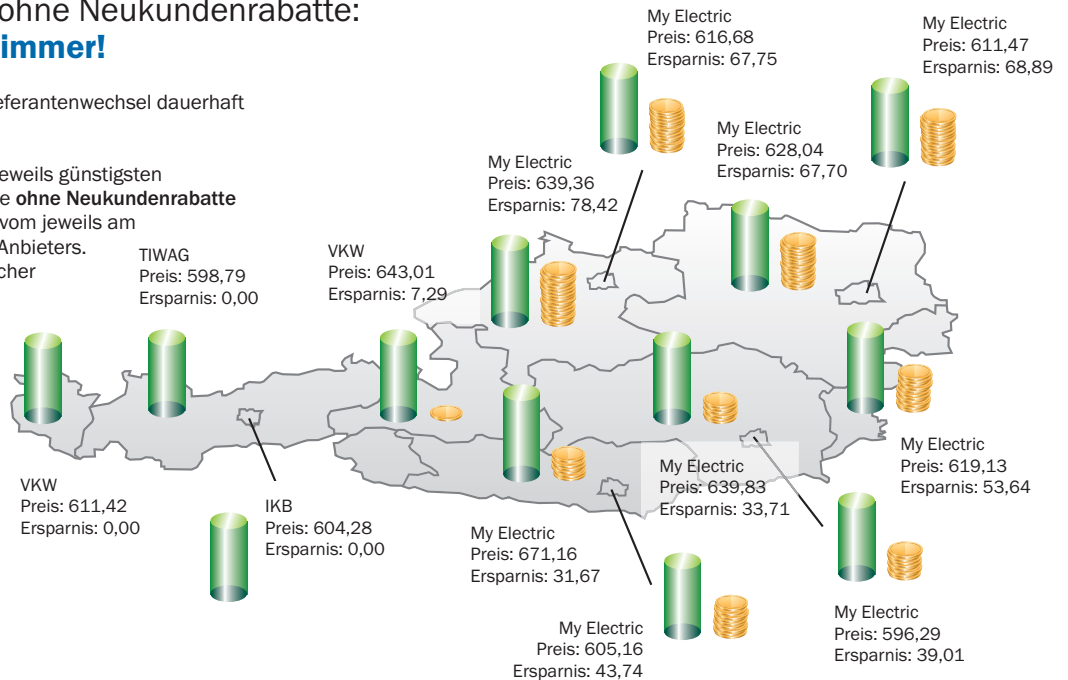 ohne Neukundenrabatte:
immer!
eferantenwechsel dauerhaft
eweils günstigsten
e ohne Neukundenrabatte
vom jeweils am
Anbieters.
cher
My Electric
Preis: 616,68
Ersparnis: 67,75
My Electric
Preis: 611,47
Ersparnis: 68,89
My Electric
Preis: 628,04
Ersparnis: 67,70
My Electric
Preis: 639,36
Ersparnis: 78,42
TIWAG
Preis: 598,79
Ersparnis: 0,00
VKW
Preis: 643,01
Ersparnis: 7,29
VKW
Preis: 611,42
Ersparnis: 0,00
IKB
Preis: 604,28
Ersparnis: 0,00
My Electric
Preis: 671,16
Ersparnis: 31,67
My Electric
Preis: 639,83
Ersparnis: 33,71
My Electric
Preis: 619,13
Ersparnis: 53,64
My Electric
Preis: 605,16
Ersparnis: 43,74
My Electric
Preis: 596,29
Ersparnis: 39,01